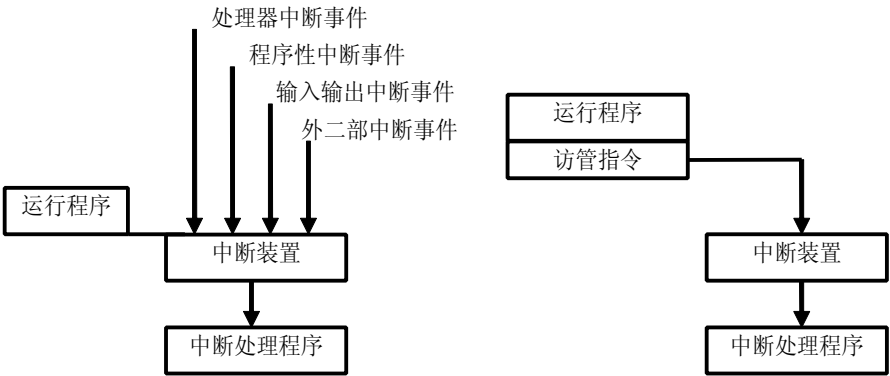 处理器中断事件
程序性中断事件
输入输出中断事件
外二部中断事件
运行程序
中断装置
中断处理程序
运行程序
访管指令
中断装置
中断处理程序